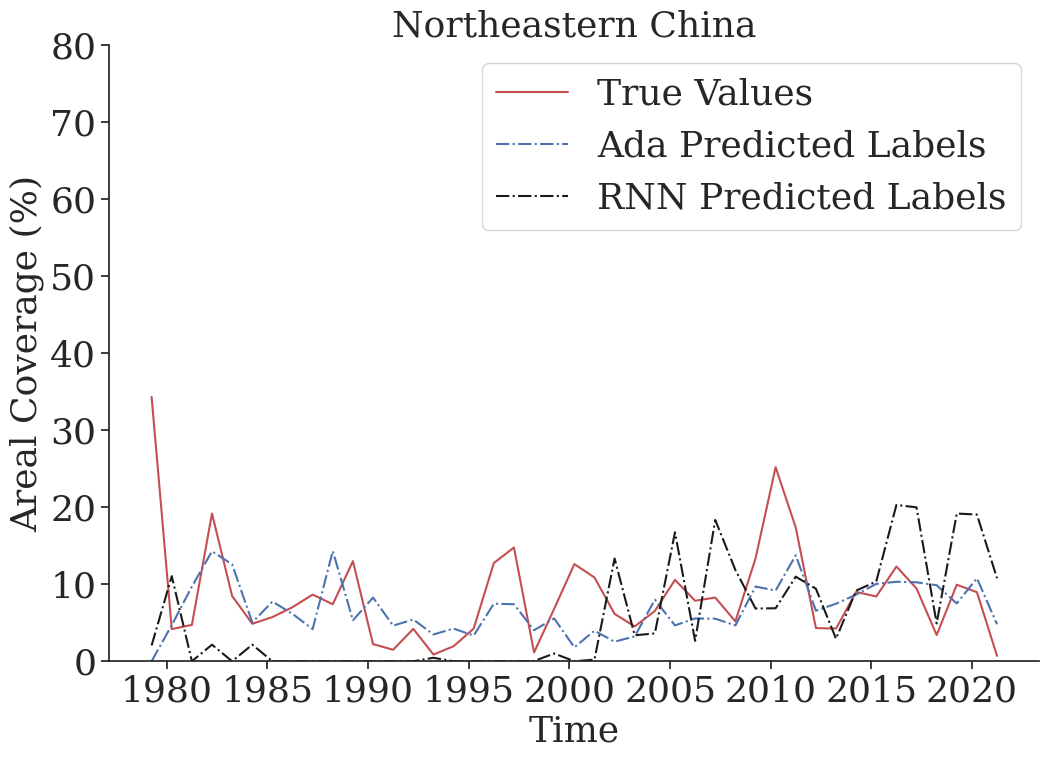 Northeastern China
True Values
Ada Predicted Labels
RNN Predicted Labels
Areal Coverage (%)
80
70
60
50
40
30
20
10
0
1980 1985 1990 1995 2000 2005 2010 2015 2020
Time